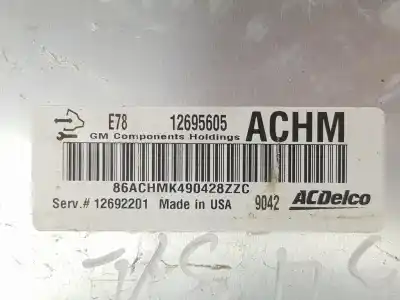 E78 12695605 ACHM
GM Components Holdings
86ACHMK490428ZZC
Serv.# 12692201 Made in USA 9042 ACDelco